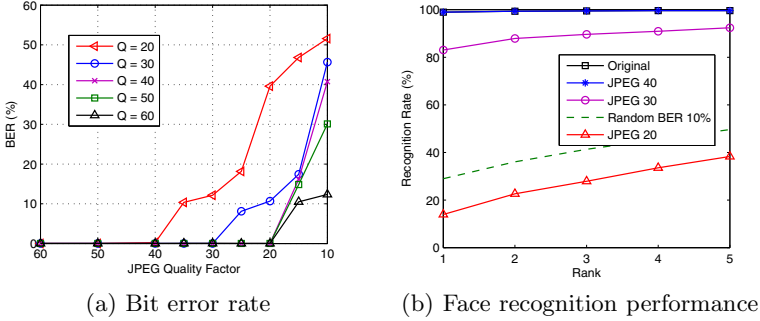 60
50
40
30
20
10
0
BER (%)
Q = 20
Q = 30
Q = 40
Q = 50
Q = 60
60 50 40 30 20 10
JPEG Quality Factor
(a) Bit error rate
100
80
60
40
20
0
Recognition Rate (%)
Original
JPEG 40
JPEG 30
Random BER 10%
JPEG 20
1 2 3 4 5
Rank
(b) Face recognition performance